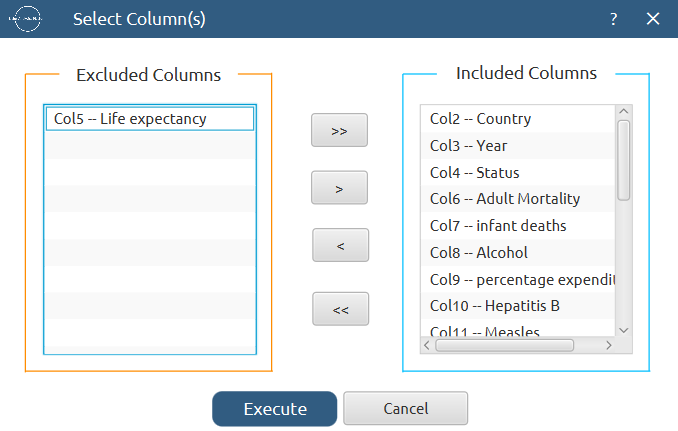 Select Column(s)
?
Excluded Columns
Included Columns
Col5 -- Life expectancy
>>
>
<
<<
Col2 -- Country
Col3 -- Year
Col4 -- Status
Col6 -- Adult Mortality
Col7 -- infant deaths
Col8 -- Alcohol
Col9 -- percentage expendit
Col10 -- Hepatitis B
Col11 -- Measles
Execute
Cancel